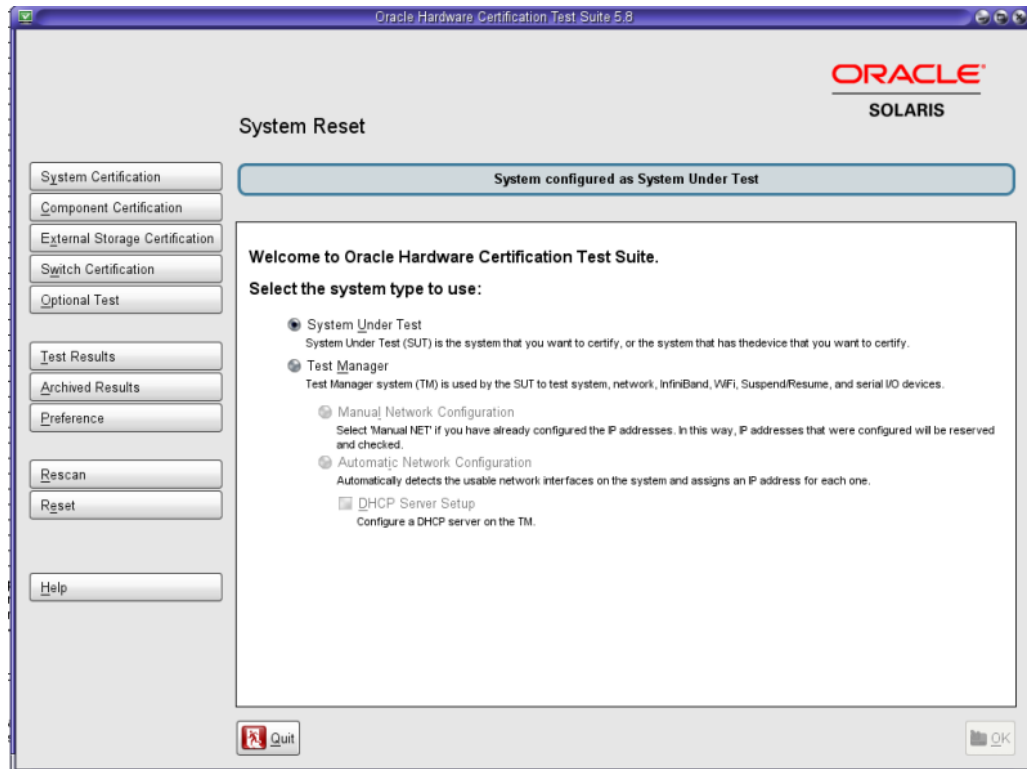 Oracle Hardware Certification Test Suite 5.8
ORACLE
SOLARIS
System Reset
System Certification
Component Certification
External Storage Certification
Switch Certification
Optional Test
Test Results
Archived Results
Preference
Rescan
Reset
Help
System configured as System Under Test
Welcome to Oracle Hardware Certification Test Suite.
Select the system type to use:
System Under Test
System Under Test (SUT) is the system that you want to certify, or the system that has thedevice that you want to certify.
Test Manager
Test Manager system (TM) is used by the SUT to test system, network, InfiniBand, WiFi, Suspend/Resume, and serial I/O devices.
Manual Network Configuration
Select 'Manual NET' if you have already configured the IP addresses. In this way, IP addresses that were configured will be reserved
and checked.
Automatic Network Configuration
Automatically detects the usable network interfaces on the system and assigns an IP address for each one.
DHCP Server Setup
Configure a DHCP server on the TM.
Quit
OK